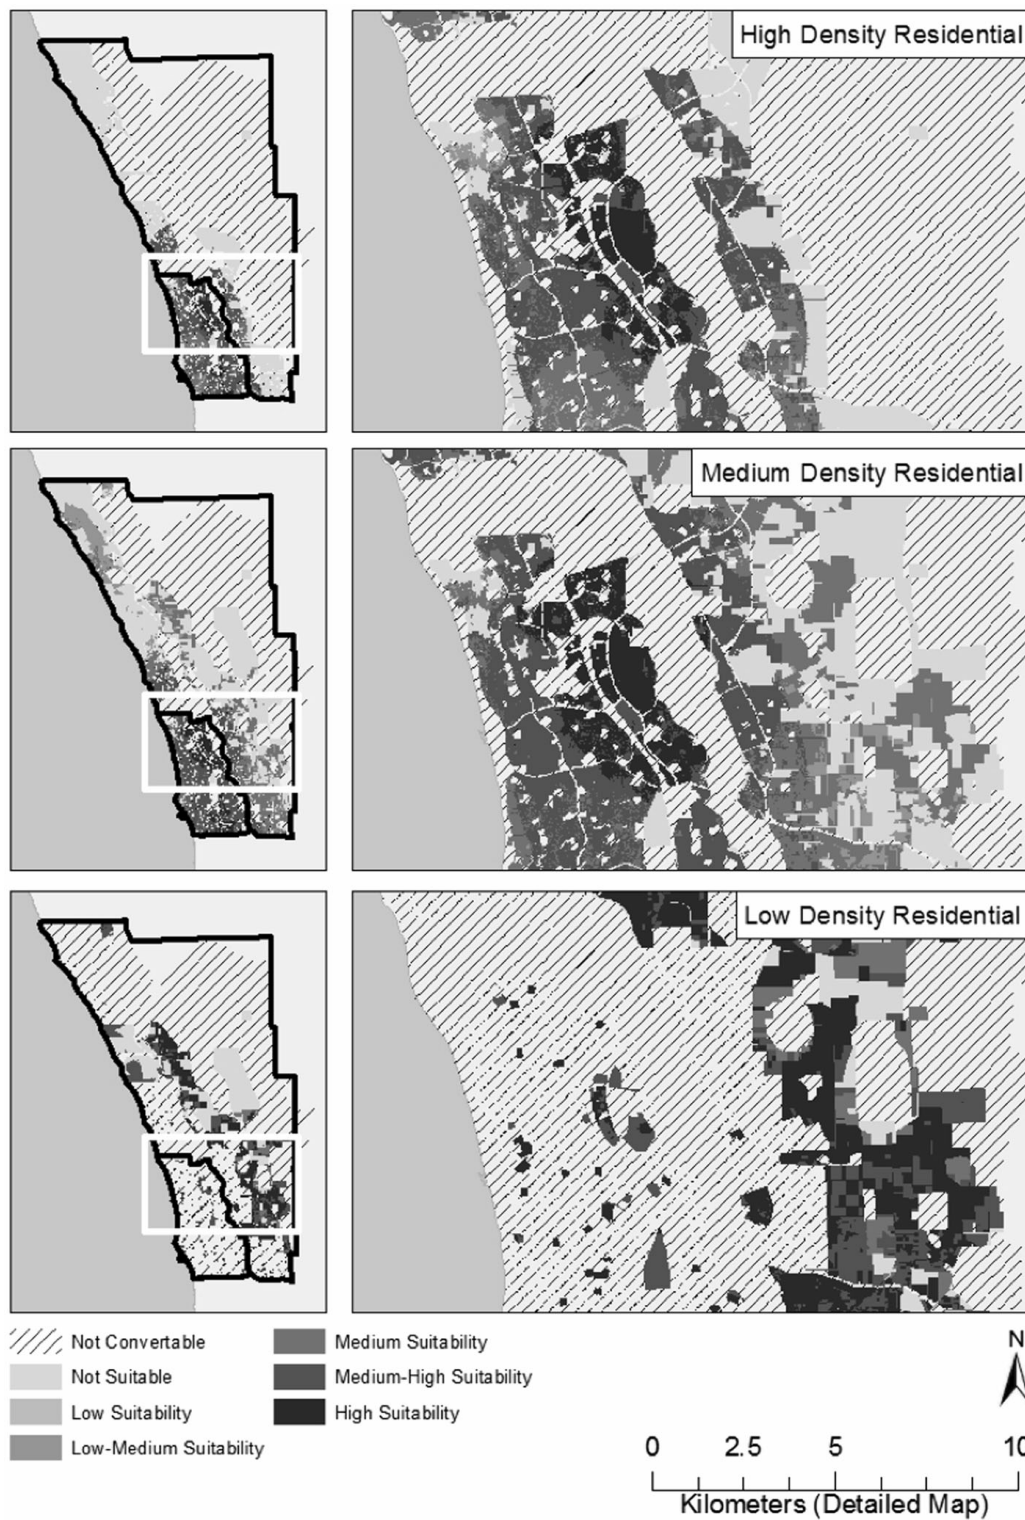 High Density Residential
Medium Density Residential
Low Density Residential
Not Convertable
Not Suitable
Low Suitability
Low-Medium Suitability
Medium Suitability
Medium-High Suitability
High Suitability
N
0 2.5 5 10
Kilometers (Detailed Map)